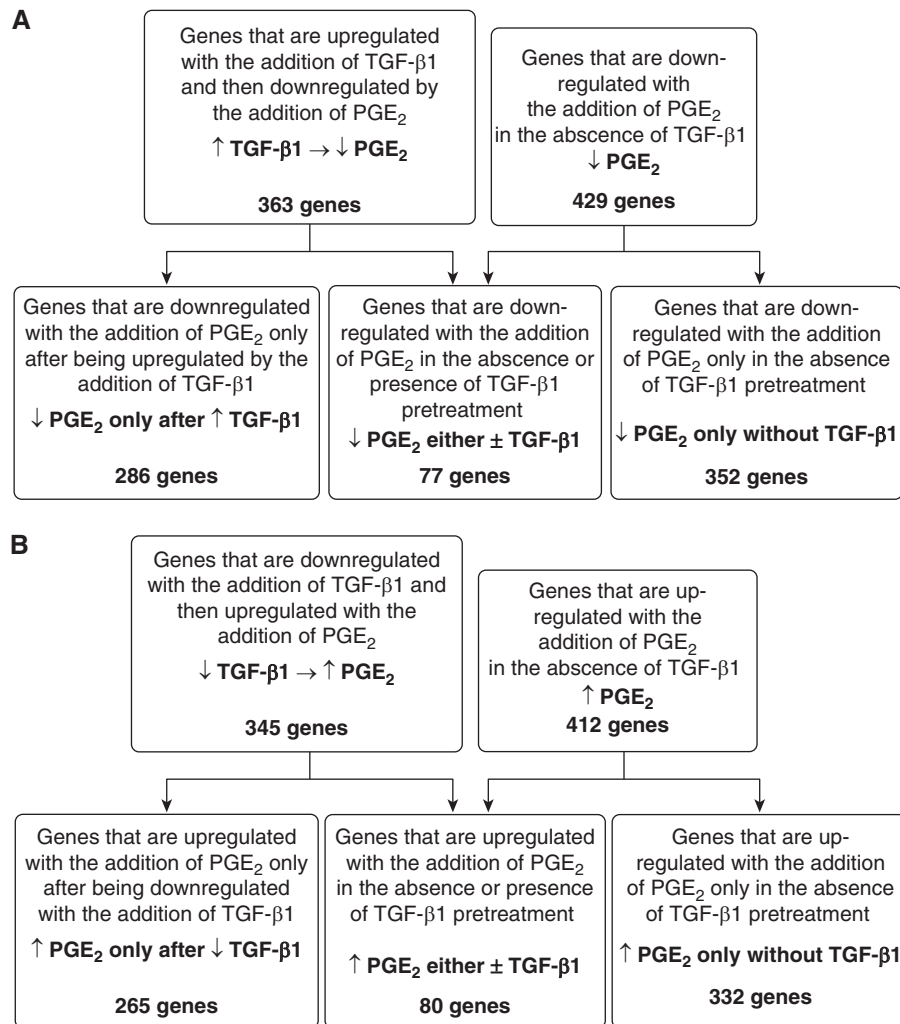 A
Genes that are upregulated
with the addition of TGF-β1
and then downregulated by
the addition of PGE₂
↑ TGF-β1 → ↓ PGE₂
363 genes
Genes that are down-
regulated with
the addition of PGE₂
in the abscence of TGF-β1
↓ PGE₂
429 genes
Genes that are downregulated
with the addition of PGE₂ only
after being upregulated by the
addition of TGF-β1
↓ PGE₂ only after ↑ TGF-β1
286 genes
Genes that are down-
regulated with the addition
of PGE₂ in the abscence or
presence of TGF-β1
pretreatment
↓ PGE₂ either ± TGF-β1
77 genes
Genes that are down-
regulated with the addition
of PGE₂ only in the absence
of TGF-β1 pretreatment
↓ PGE₂ only without TGF-β1
352 genes
B
Genes that are downregulated
with the addition of TGF-β1 and
then upregulated with the
addition of PGE₂
↓ TGF-β1 → ↑ PGE₂
345 genes
Genes that are up-
regulated with the
addition of PGE₂
in the abscence of TGF-β1
↑ PGE₂
412 genes
Genes that are upregulated
with the addition of PGE₂ only
after being downregulated
with the addition of TGF-β1
↑ PGE₂ only after ↓ TGF-β1
265 genes
Genes that are upregulated
with the addition of PGE₂
in the absence or presence
of TGF-β1 pretreatment
↑ PGE₂ either ± TGF-β1
80 genes
Genes that are up-
regulated with the addition
of PGE₂ only in the absence
of TGF-β1 pretreatment
↑ PGE₂ only without TGF-β1
332 genes